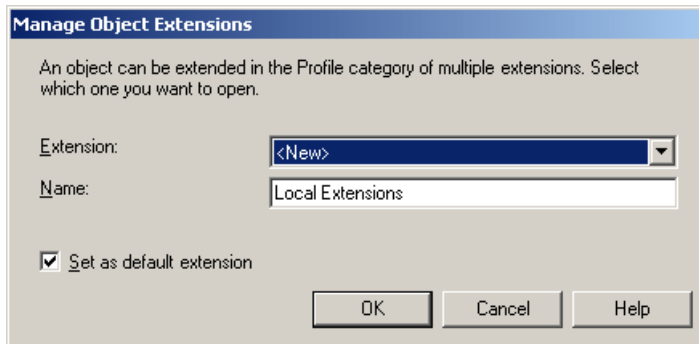 Manage Object Extensions
An object can be extended in the Profile category of multiple extensions. Select
which one you want to open.
Extension:
<New>
Name:
Local Extensions
Set as default extension
OK Cancel Help